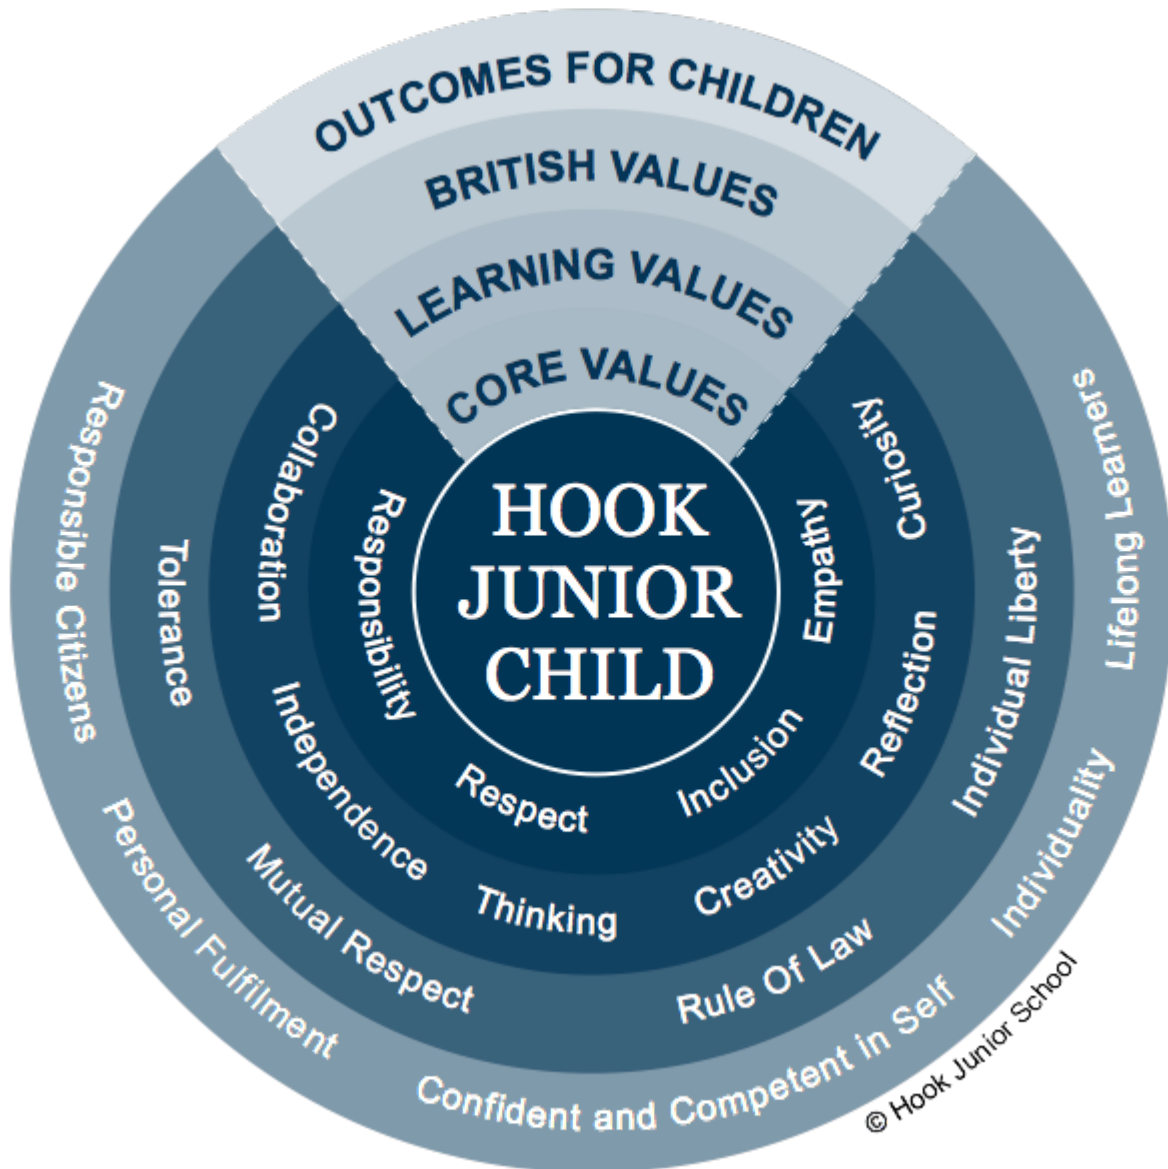 OUTCOMES FOR CHILDREN
BRITISH VALUES
LEARNING VALUES
CORE VALUES
HOOK
JUNIOR
CHILD
Responsibility
Respect
Inclusion
Empathy
Collaboration
Independence
Thinking
Creativity
Reflection
Curiosity
Tolerance
Mutual Respect
Rule Of Law
Individual Liberty
Responsible Citizens
Personal Fulfilment
Confident and Competent in Self
Individuality
Lifelong Learners
© Hook Junior School